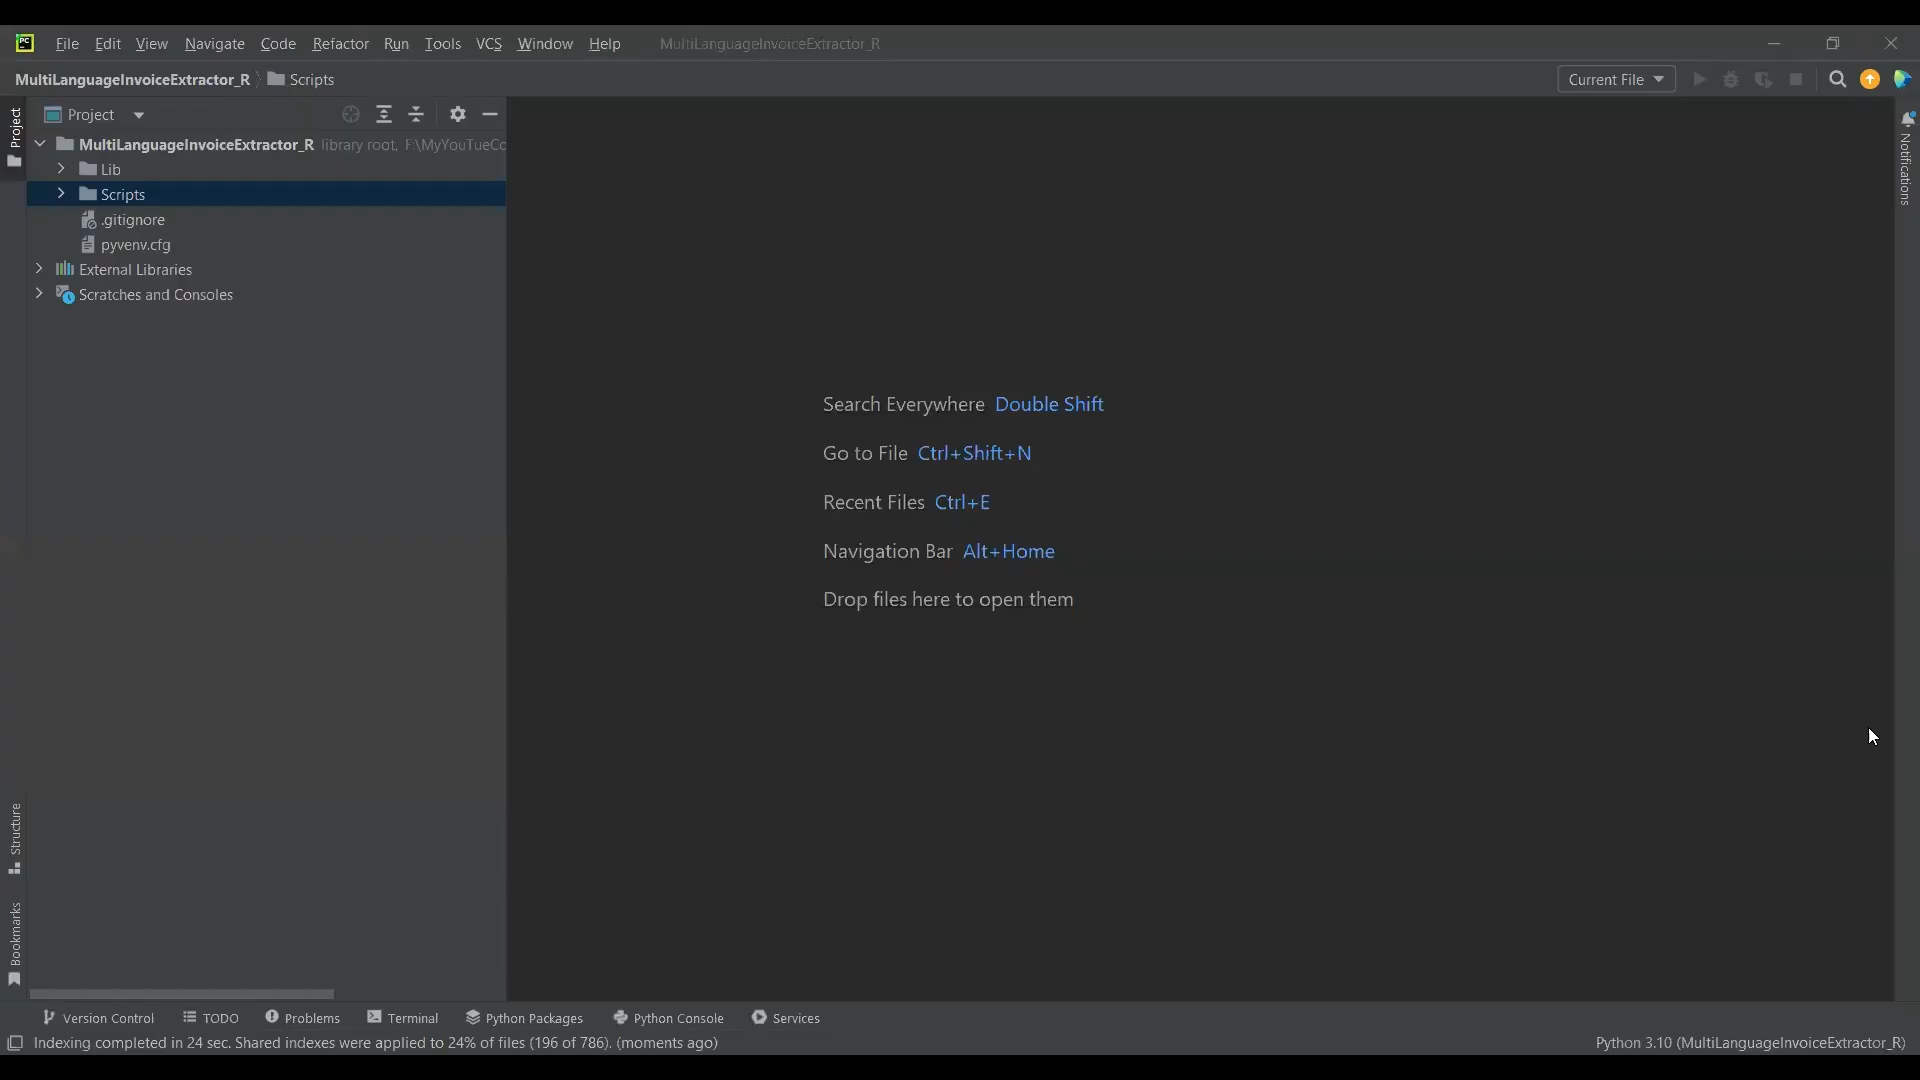 PC
File Edit View Navigate Code Refactor Run Tools VCS Window Help MultiLanguageInvoiceExtractor_R
MultiLanguageInvoiceExtractor_R Scripts Current File
Project
Project
MultiLanguageInvoiceExtractor_R library root, F:\MyYouTueCo
Lib
Scripts
.gitignore
pyvenv.cfg
External Libraries
Scratches and Consoles
Notifications
Search Everywhere Double Shift
Go to File Ctrl+Shift+N
Recent Files Ctrl+E
Navigation Bar Alt+Home
Drop files here to open them
Structure
Bookmarks
Version Control TODO Problems Terminal Python Packages Python Console Services
Indexing completed in 24 sec. Shared indexes were applied to 24% of files (196 of 786). (moments ago) Python 3.10 (MultiLanguageInvoiceExtractor_R)